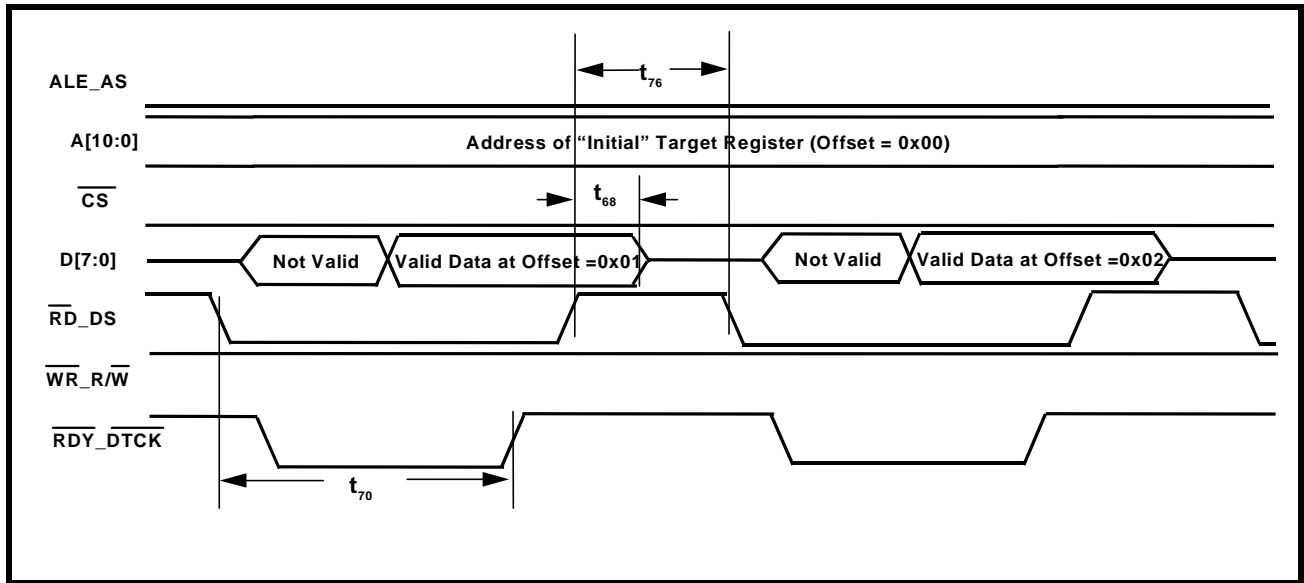 t76
ALE_AS
A[10:0] Address of “Initial” Target Register (Offset = 0x00)
CS t68
D[7:0] Not Valid Valid Data at Offset =0x01 Not Valid Valid Data at Offset =0x02
RD_DS
WR_R/W
RDY_DTCK
t70